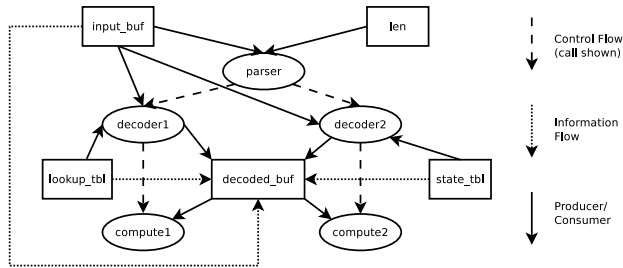 input_buf
len
Control Flow
(call shown)
parser
decoder1
decoder2
Information
Flow
lookup_tbl
decoded_buf
state_tbl
Producer/
Consumer
compute1
compute2